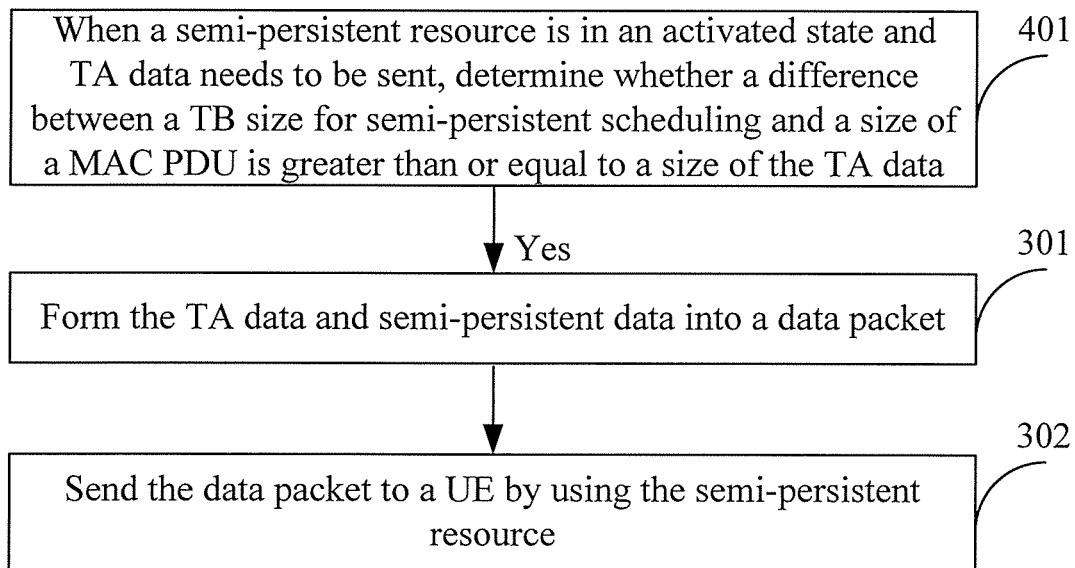 When a semi-persistent resource is in an activated state and
TA data needs to be sent, determine whether a difference
between a TB size for semi-persistent scheduling and a size of
a MAC PDU is greater than or equal to a size of the TA data
401
Yes
301
Form the TA data and semi-persistent data into a data packet
302
Send the data packet to a UE by using the semi-persistent
resource